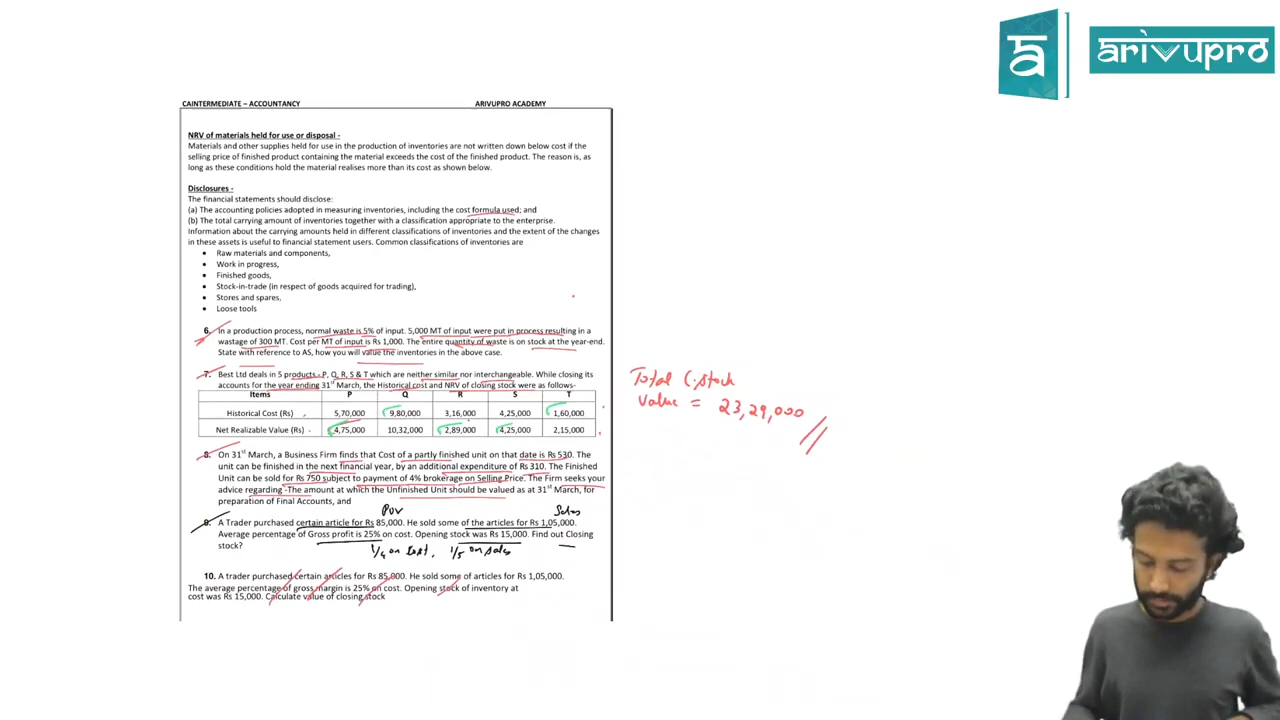 arivupro
CAINTERMEDIATE – ACCOUNTANCY ARIVUPRO ACADEMY
NRV of materials held for use or disposal -
Materials and other supplies held for use in the production of inventories are not written down below cost if the
selling price of finished product containing the material exceeds the cost of the finished product. The reason is, as
long as these conditions hold the material realises more than its cost as shown below.
Disclosures -
The financial statements should disclose:
(a) The accounting policies adopted in measuring inventories, including the cost formula used; and
(b) The total carrying amount of inventories together with a classification appropriate to the enterprise.
Information about the carrying amounts held in different classifications of inventories and the extent of the changes
in these assets is useful to financial statement users. Common classifications of inventories are
• Raw materials and components,
• Work in progress,
• Finished goods,
• Stock-in-trade (in respect of goods acquired for trading),
• Stores and spares,
• Loose tools
6. In a production process, normal waste is 5% of input. 5,000 MT of input were put in process resulting in a
wastage of 300 MT. Cost per MT of input is Rs 1,000. The entire quantity of waste is on stock at the year-end.
State with reference to AS, how you will value the inventories in the above case.
7. Best Ltd deals in 5 products - P, Q, R, S & T which are neither similar nor interchangeable. While closing its
accounts for the year ending 31st March, the Historical cost and NRV of closing stock were as follows-
Items P Q R S T
Historical Cost (Rs) 5,70,000 9,80,000 3,16,000 4,25,000 1,60,000
Net Realizable Value (Rs) 4,75,000 10,32,000 2,89,000 4,25,000 2,15,000
Total C.stock
value = 23,29,000
8. On 31st March, a Business Firm finds that Cost of a partly finished unit on that date is Rs 530. The
unit can be finished in the next financial year, by an additional expenditure of Rs 310. The Finished
Unit can be sold for Rs 750 subject to payment of 4% brokerage on Selling Price. The Firm seeks your
advice regarding -The amount at which the Unfinished Unit should be valued as at 31st March, for
preparation of Final Accounts, and
PUV Sales
9. A Trader purchased certain article for Rs 85,000. He sold some of the articles for Rs 1,05,000.
Average percentage of Gross profit is 25% on cost. Opening stock was Rs 15,000. Find out Closing
stock? 1/4 on cost, 1/5 on sales
10. A trader purchased certain articles for Rs 85,000. He sold some of articles for Rs 1,05,000.
The average percentage of gross margin is 25% on cost. Opening stock of inventory at
cost was Rs 15,000. Calculate value of closing stock